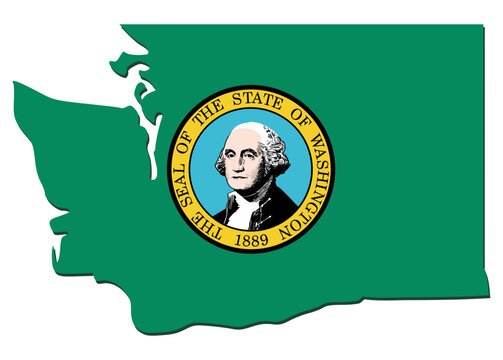 THE SEAL OF THE STATE OF WASHINGTON
1889